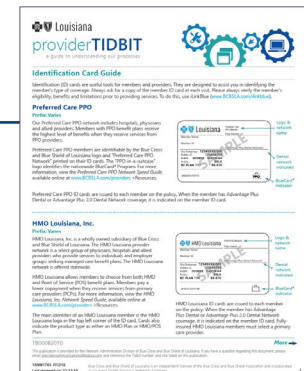 Louisiana
providerTIDBIT
a guide to understanding our processes
Identification Card Guide
Identification (ID) cards are useful tools for members and providers. They are designed to assist in identifying the
member's type of coverage. Always ask for a copy of the member ID card at each visit. Please always verify the member's
eligibility, benefits and limitations prior to providing services. To do this, use iLinkBlue (www.BCBSLA.com/ilinkblue).
Preferred Care PPO
Prefix: Varies
Our Preferred Care PPO network includes hospitals, physicians
and allied providers. Members with PPO benefit plans receive
the highest level of benefits when they receive services from
PPO providers.
Preferred Care PPO members are identified by the Blue Cross
and Blue Shield of Louisiana logo and "Preferred Care PPO
Network" printed on their ID cards. The "PPO-in-a-suitcase"
logo identifies the nationwide BlueCard® Program. For more
information, view the Preferred Care PPO Network Speed Guide,
available online at www.BCBSLA.com/providers >Resources.
Louisiana
SAMPLE
Logo &
network
name
Dental
network
indicator
BlueCard®
indicator
Preferred Care PPO ID cards are issued to each member on the policy. When the member has Advantage Plus
Dental or Advantage Plus 2.0 Dental Network coverage, it is indicated on the member ID card.
HMO Louisiana, Inc.
Prefix: Varies
HMO Louisiana, Inc. is a wholly owned subsidiary of Blue Cross
and Blue Shield of Louisiana. The HMO Louisiana provider
network is a select group of physicians, hospitals and allied
providers who provide services to individuals and employer
groups seeking managed care benefit plans. The HMO Louisiana
network is offered statewide.
HMO Louisiana allows members to choose from both HMO
and Point of Service (POS) benefit plans. Members pay a
lower copayment when they receive services from primary
care providers (PCPs). For more information, view the HMO
Louisiana, Inc. Network Speed Guide, available online at
www.BCBSLA.com/providers >Resources.
The main identifier of an HMO Louisiana member is the HMO
Louisiana logo in the top left corner of the ID card. Cards also
indicate the product type as either an HMO Plan or HMO/POS
Plan.
HMO Louisiana
SAMPLE
Logo &
network
name
Dental
network
indicator
BlueCard®
indicator
HMO Louisiana ID cards are issued to each member
on the policy. When the member has Advantage
Plus Dental or Advantage Plus 2.0 Dental Network
coverage, it is indicated on the member ID card. Fully-
insured HMO Louisiana members must select a primary
care provider.
More